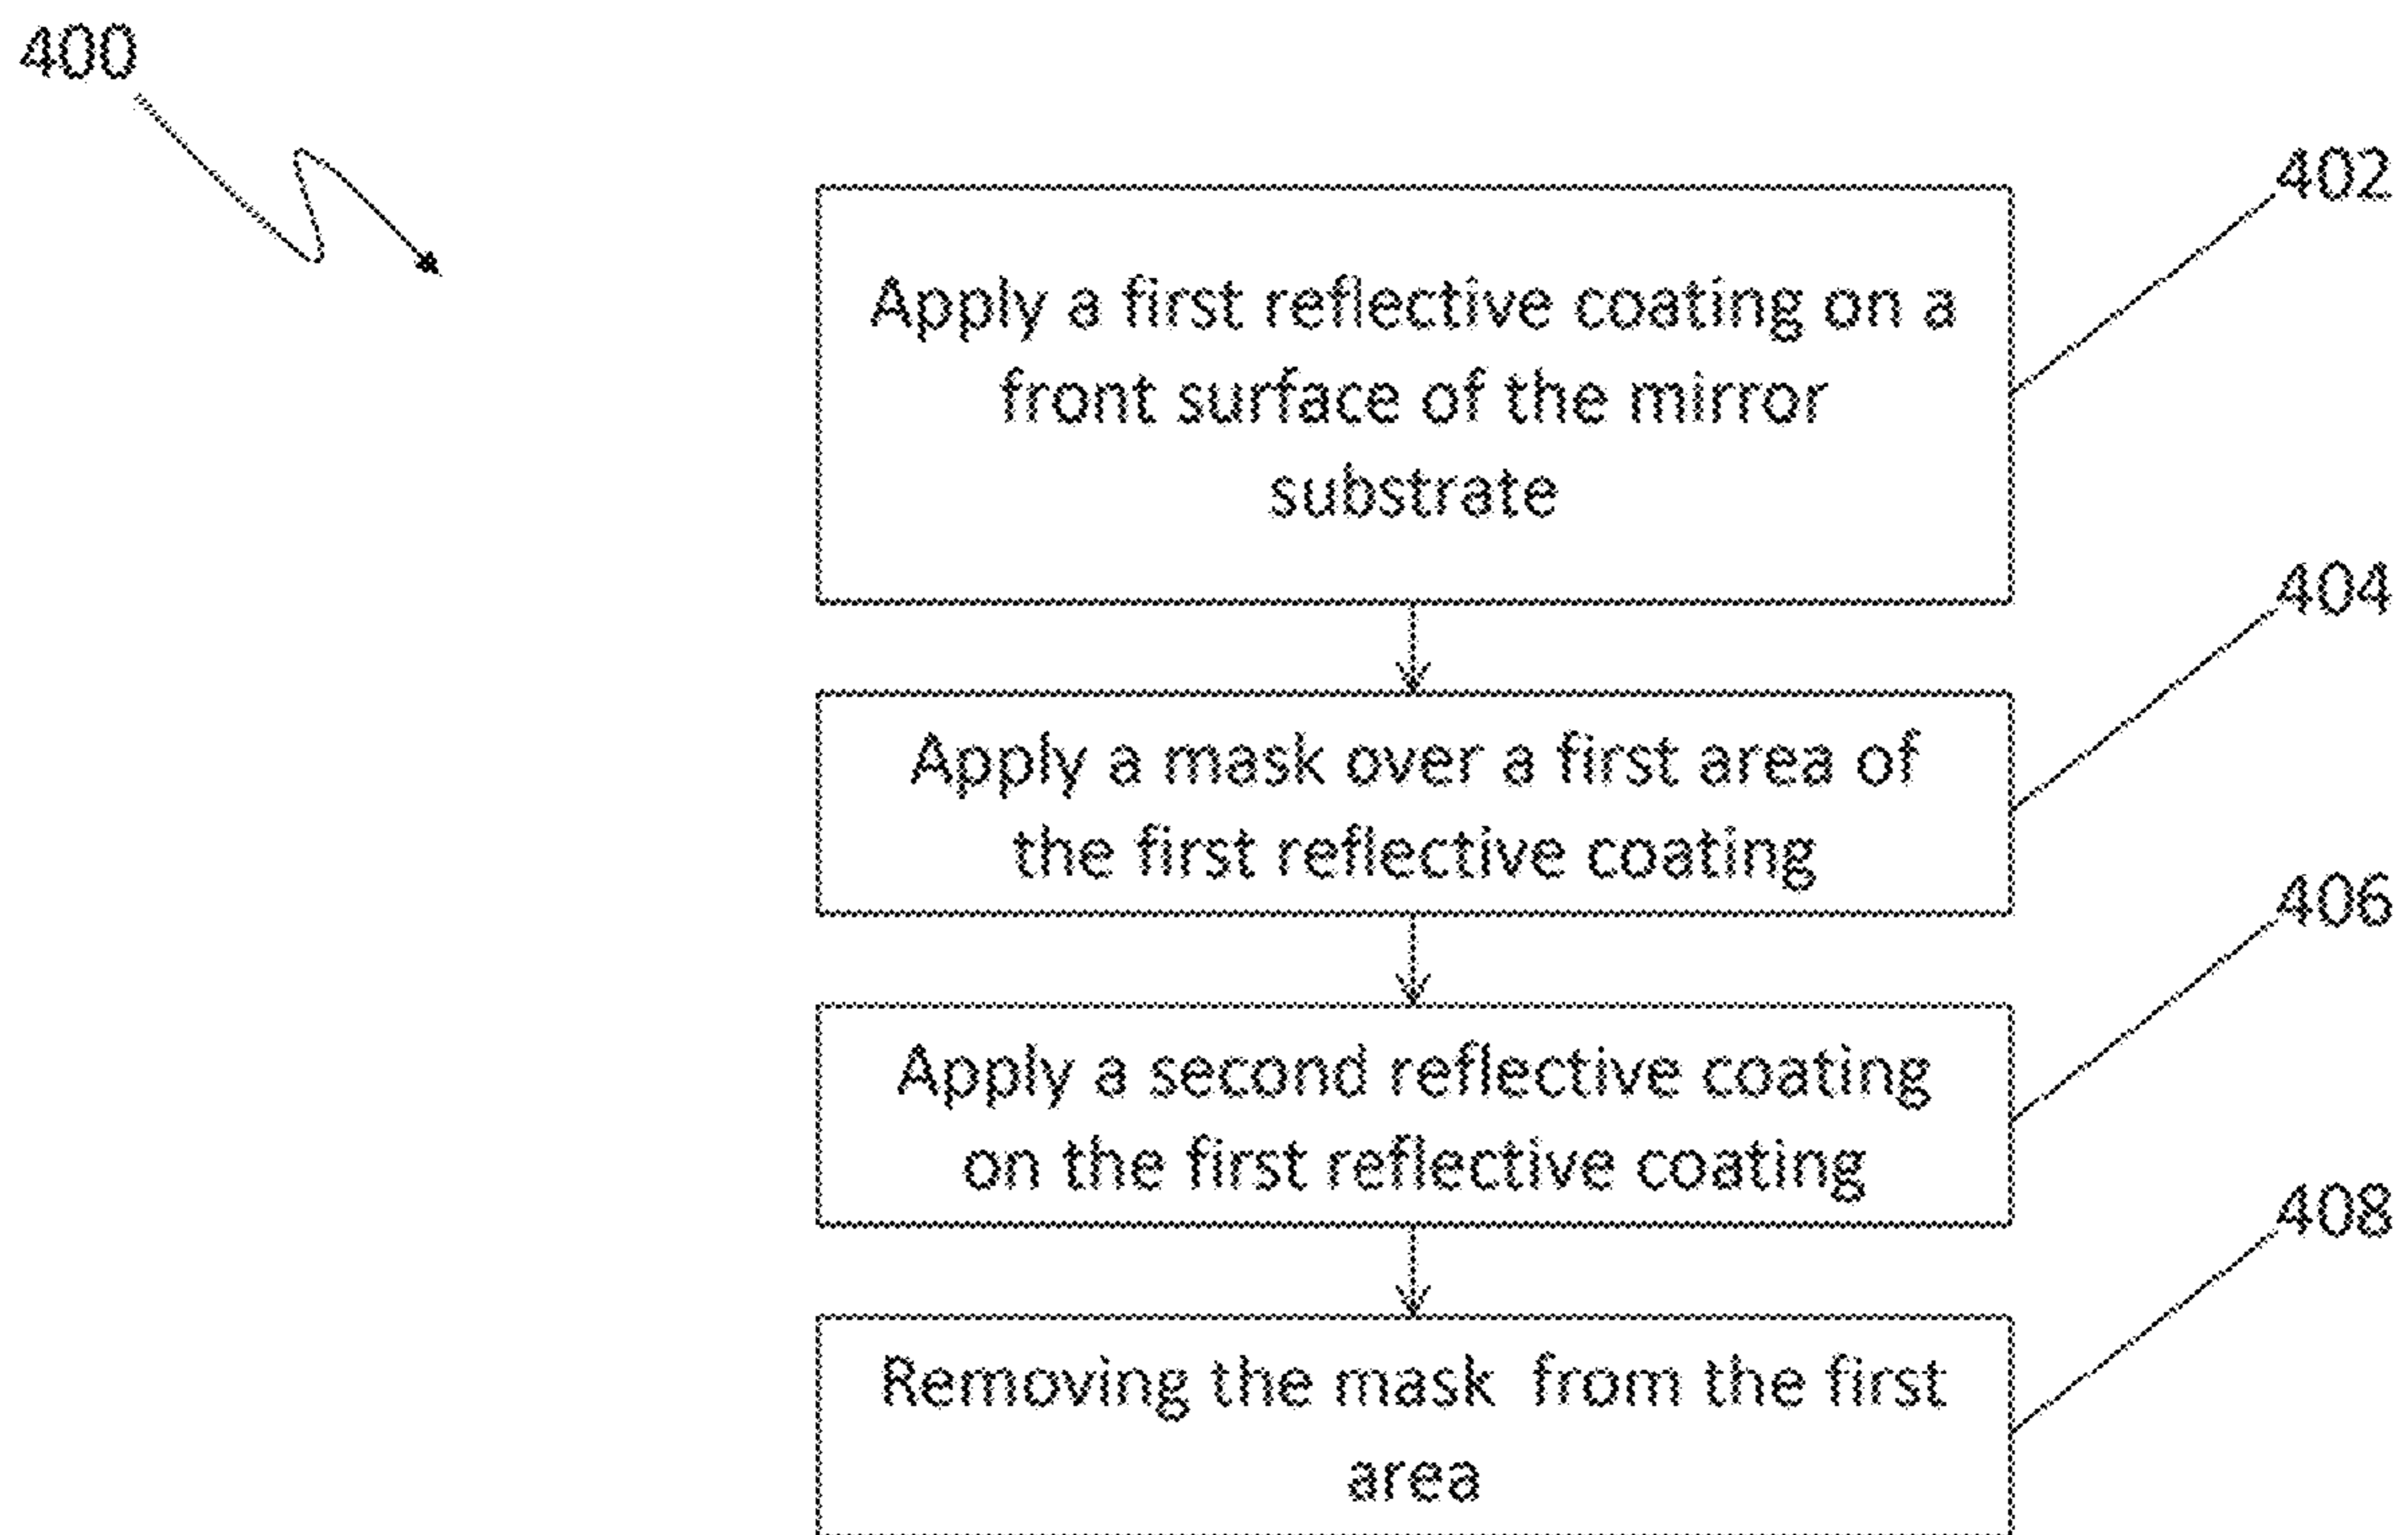 400
402
Apply a first reflective coating on a
front surface of the mirror
substrate
404
Apply a mask over a first area of
the first reflective coating
406
Apply a second reflective coating
on the first reflective coating
408
Removing the mask from the first
area